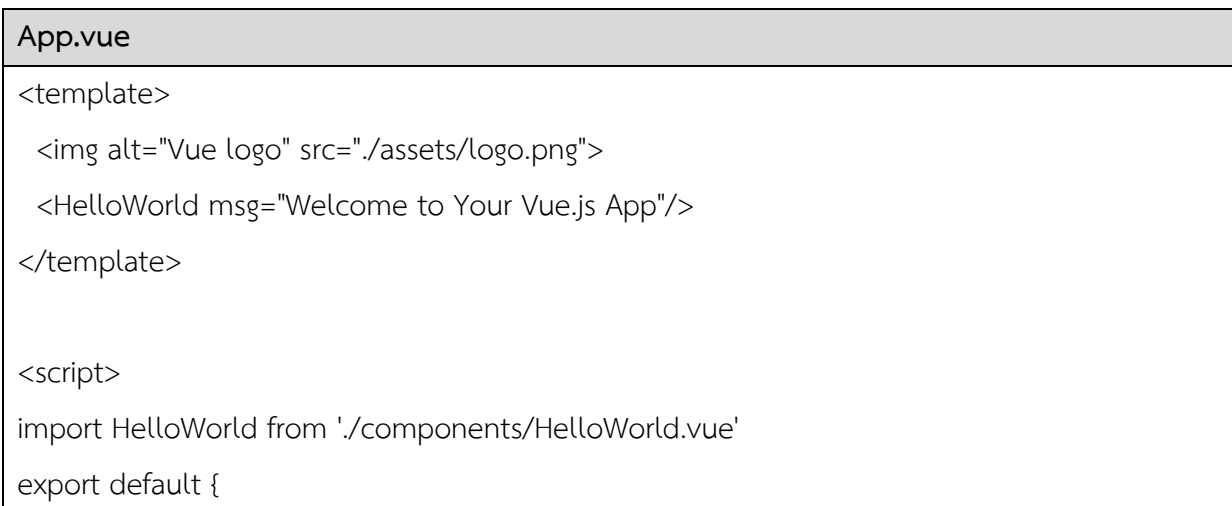 App.vue
<template>
<img alt="Vue logo" src="./assets/logo.png">
<HelloWorld msg="Welcome to Your Vue.js App"/>
</template>
<script>
import HelloWorld from './components/HelloWorld.vue'
export default {